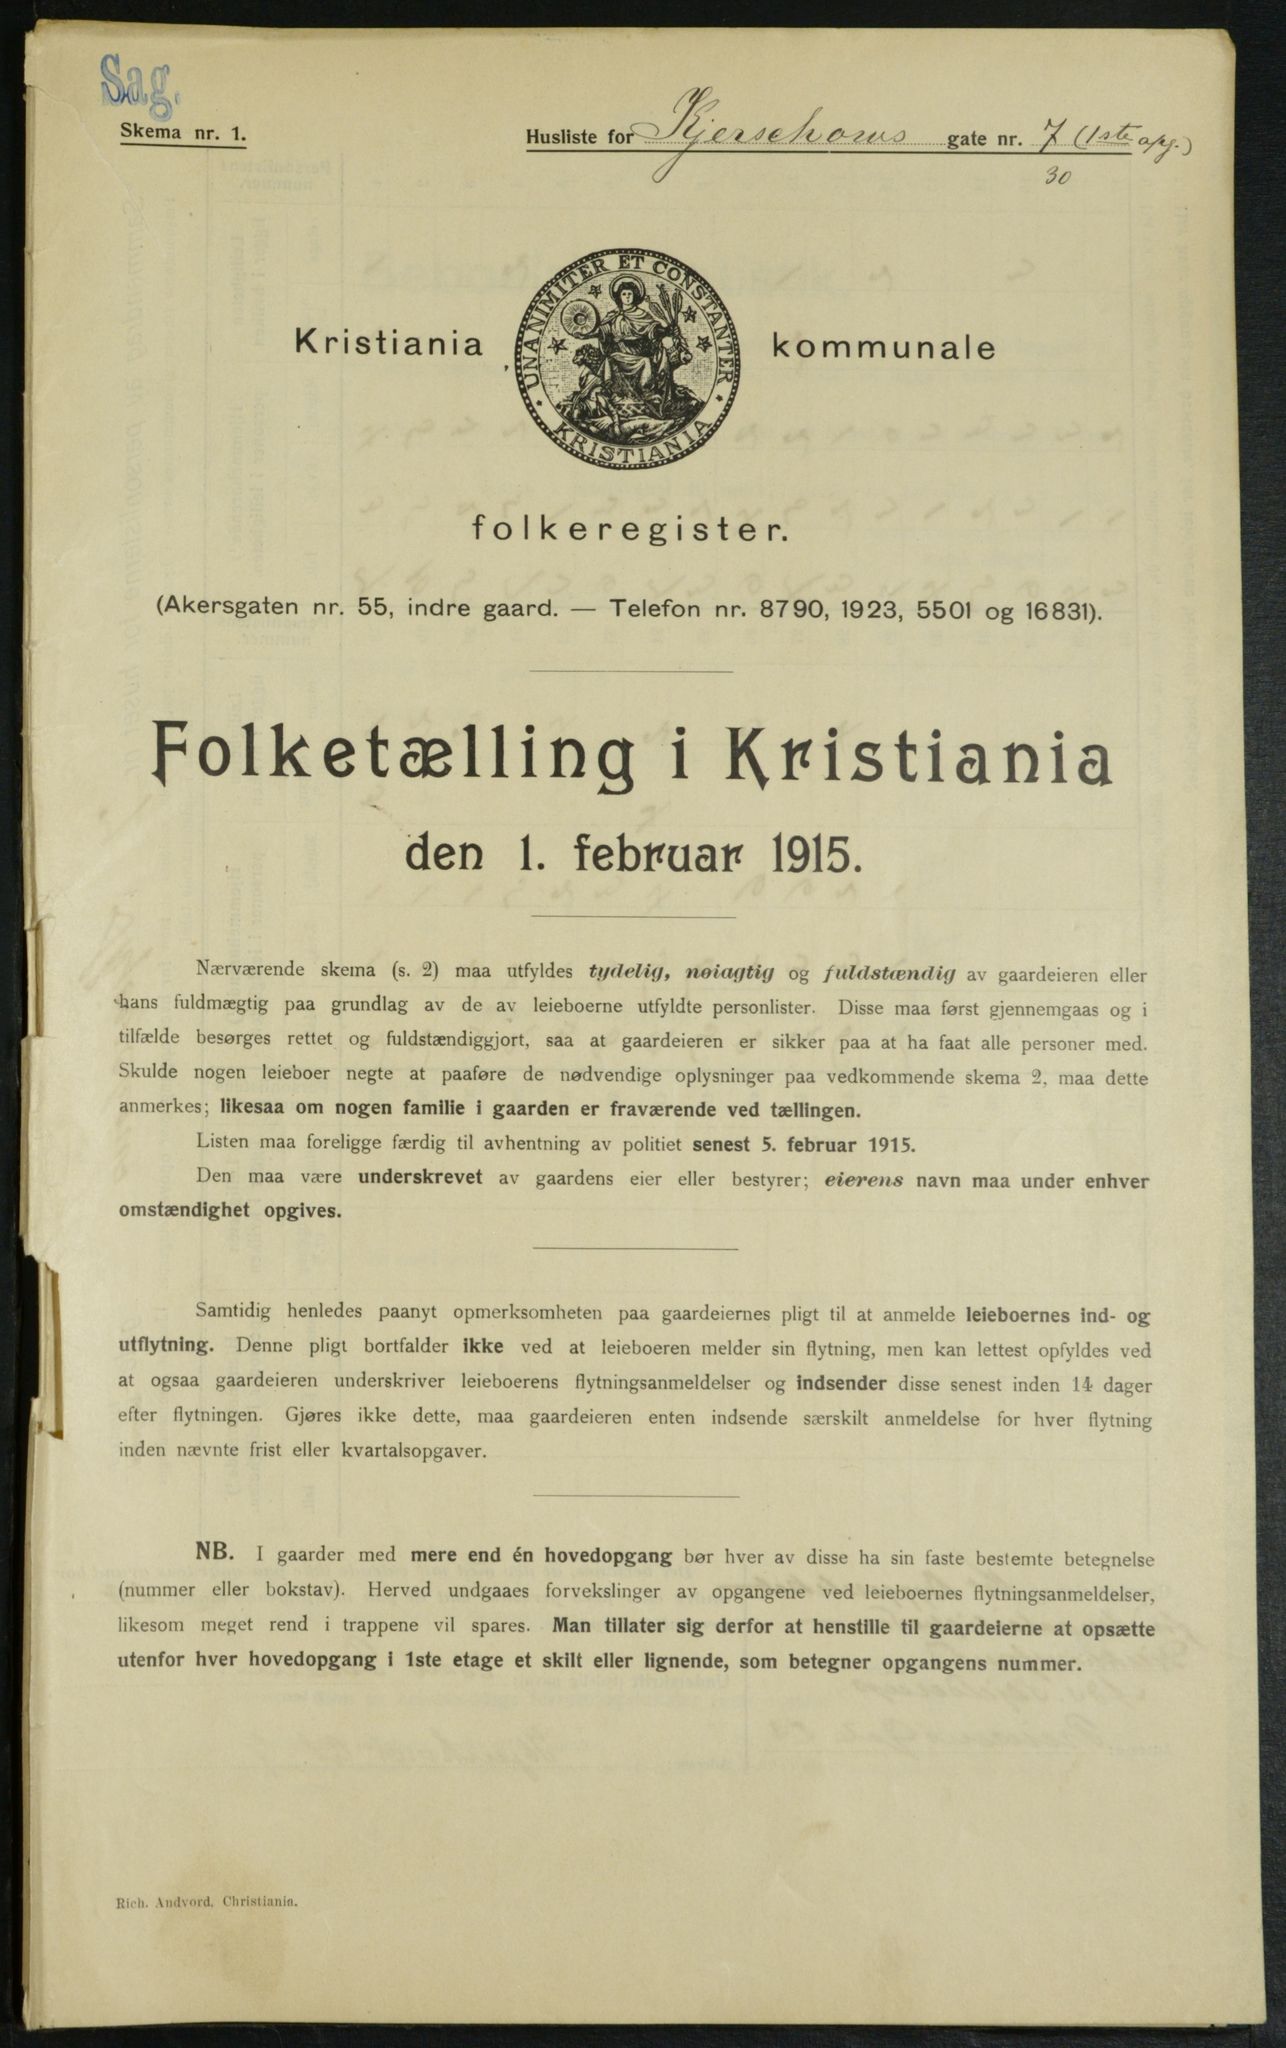 Sag.
Skema nr. 1.
Husliste for Kjerschows gate nr. 7 (1ste opg.)
30
UNANIMITER ET CONSTANTER
KRISTIANIA
Kristiania kommunale
folkeregister.
(Akersgaten nr. 55, indre gaard. — Telefon nr. 8790, 1923, 5501 og 16831).
Folketælling i Kristiania
den 1. februar 1915.
Nærværende skema (s. 2) maa utfyldes tydelig, nøiagtig og fuldstændig av gaardeieren eller
hans fuldmægtig paa grundlag av de av leieboerne utfyldte personlister. Disse maa først gjennemgaas og i
tilfælde besørges rettet og fuldstændiggjort, saa at gaardeieren er sikker paa at ha faat alle personer med.
Skulde nogen leieboer negte at paaføre de nødvendige oplysninger paa vedkommende skema 2, maa dette
anmerkes; likesaa om nogen familie i gaarden er fraværende ved tællingen.
Listen maa foreligge færdig til avhentning av politiet senest 5. februar 1915.
Den maa være underskrevet av gaardens eier eller bestyrer; eierens navn maa under enhver
omstændighet opgives.
Samtidig henledes paanyt opmerksomheten paa gaardeiernes pligt til at anmelde leieboernes ind- og
utflytning. Denne pligt bortfalder ikke ved at leieboeren melder sin flytning, men kan lettest opfyldes ved
at ogsaa gaardeieren underskriver leieboerens flytningsanmeldelser og indsender disse senest inden 14 dager
efter flytningen. Gjøres ikke dette, maa gaardeieren enten indsende særskilt anmeldelse for hver flytning
inden nævnte frist eller kvartalsopgaver.
NB. I gaarder med mere end én hovedopgang bør hver av disse ha sin faste bestemte betegnelse
(nummer eller bokstav). Herved undgaaes forvekslinger av opgangene ved leieboernes flytningsanmeldelser,
likesom meget rend i trappene vil spares. Man tillater sig derfor at henstille til gaardeierne at opsætte
utenfor hver hovedopgang i 1ste etage et skilt eller lignende, som betegner opgangens nummer.
Rich. Andvord, Christiania.